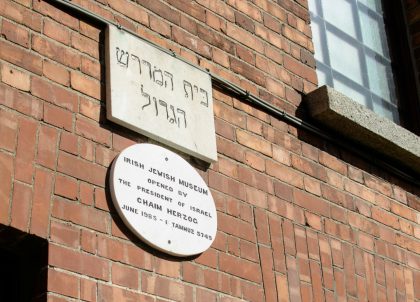 בית המדרש
הגדול
IRISH JEWISH MUSEUM
OPENED BY
THE PRESIDENT OF ISRAEL
CHAIM HERZOG
JUNE 1985 - 1 TAMMUZ 5745